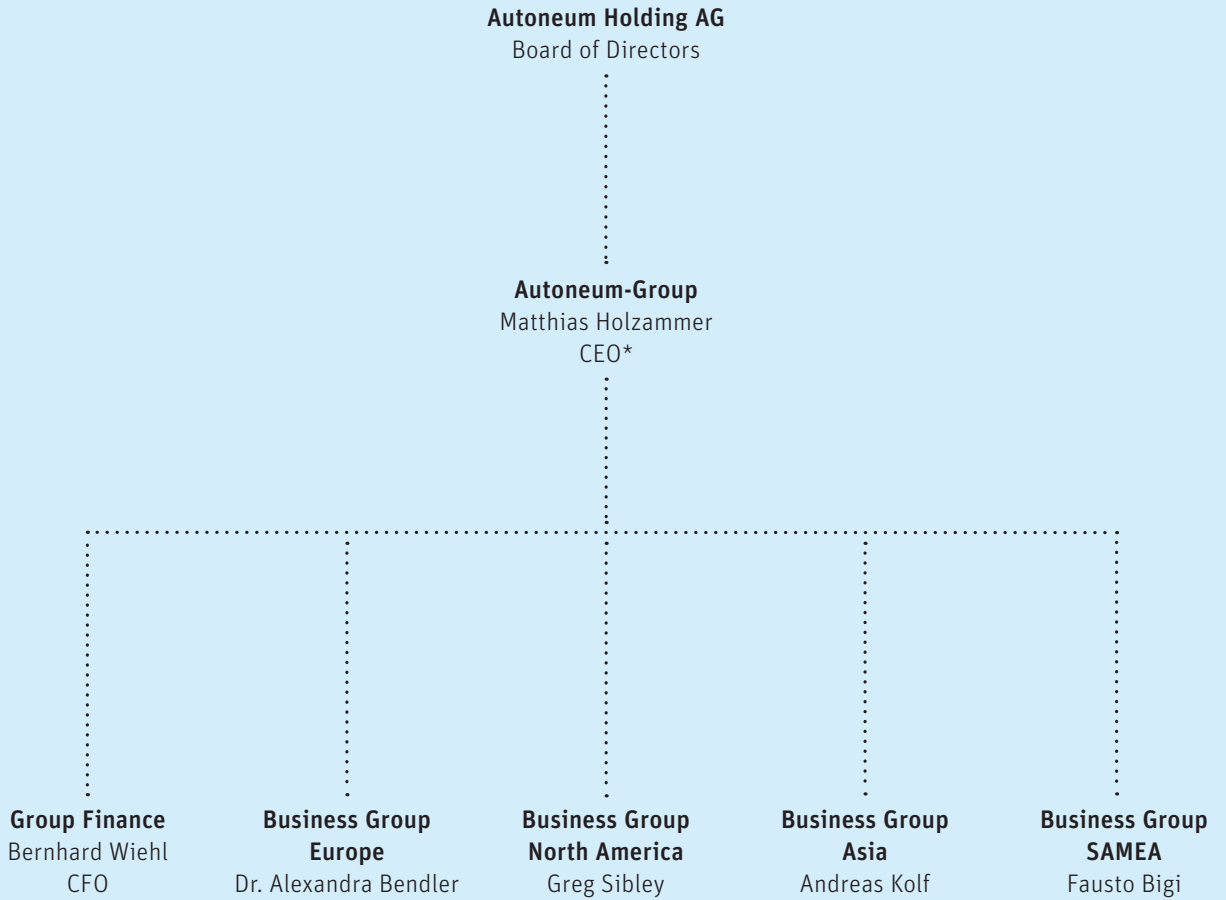 Autoneum Holding AG
Board of Directors
Autoneum-Group
Matthias Holzammer
CEO*
Group Finance
Bernhard Wiehl
CFO
Business Group
Europe
Dr. Alexandra Bendler
Business Group
North America
Greg Sibley
Business Group
Asia
Andreas Kolf
Business Group
SAMEA
Fausto Bigi